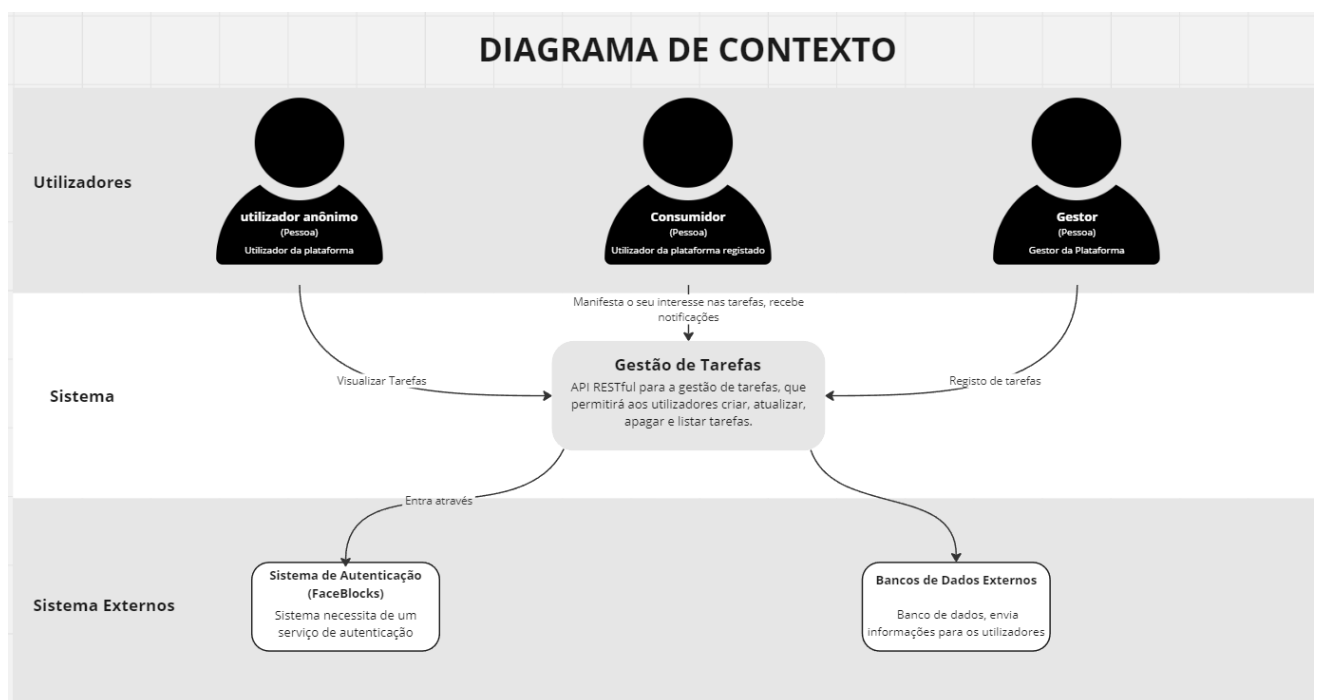 DIAGRAMA DE CONTEXTO
Utilizadores
utilizador anônimo
(Pessoa)
Utilizador da plataforma
Consumidor
(Pessoa)
Utilizador da plataforma registado
Gestor
(Pessoa)
Gestor da Plataforma
Manifesta o seu interesse nas tarefas, recebe
notificações
Visualizar Tarefas
Registo de tarefas
Sistema
Gestão de Tarefas
API RESTful para a gestão de tarefas, que
permitirá aos utilizadores criar, atualizar,
apagar e listar tarefas.
Entra através
Sistema Externos
Sistema de Autenticação
(FaceBlocks)
Sistema necessita de um
serviço de autenticação
Bancos de Dados Externos
Banco de dados, envia
informações para os utilizadores